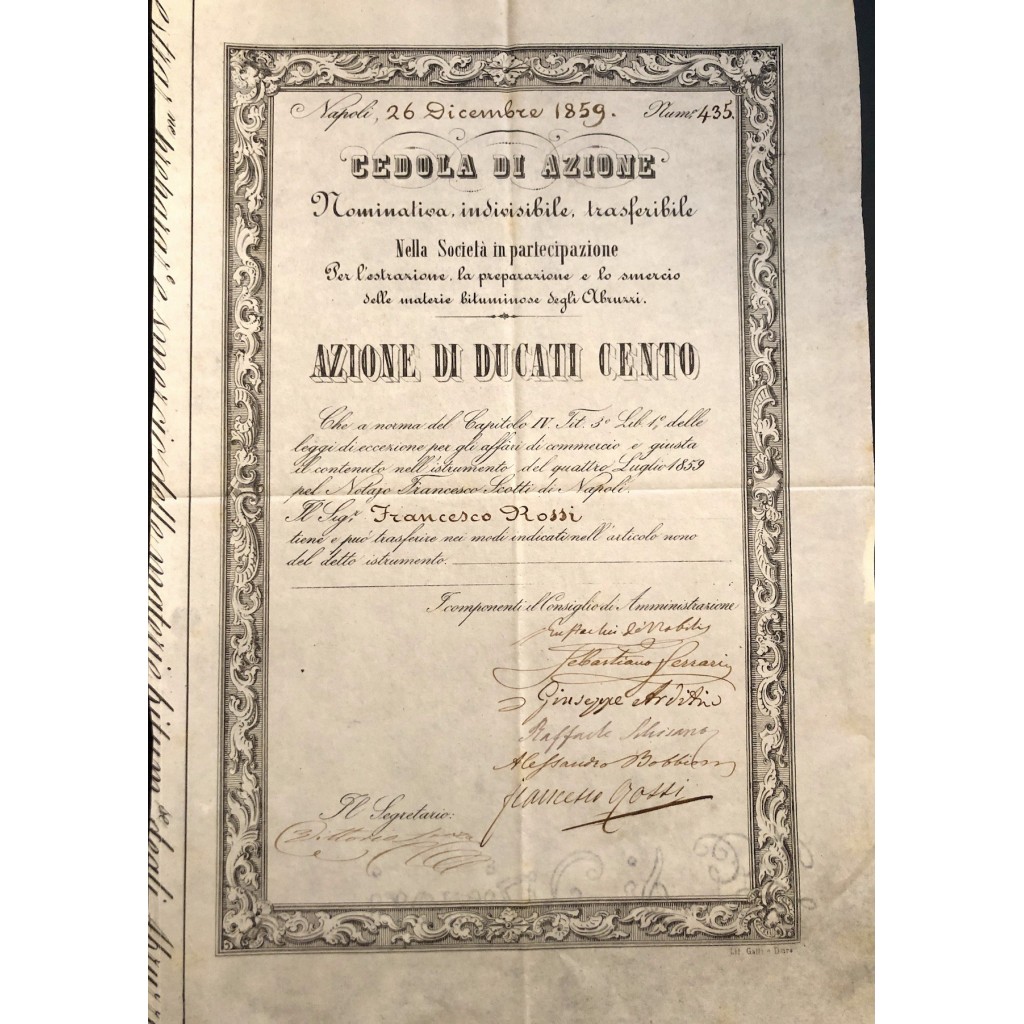 Napoli, 26 Dicembre 1859. Num.º 435.
CEDOLA DI AZIONE
Nominativa, indivisibile, trasferibile
Nella Società in partecipazione
Per l'estrazione, la preparazione e lo smercio
delle materie bituminose degli Abruzzi.
AZIONE DI DUCATI CENTO
Che a norma del Capitolo IV. Tit. 3º Lib. 1º, delle
leggi di eccezione per gli affari di commercio e giusta
il contenuto nell'istrumento del quattro Luglio 1859
pel Notajo Francesco Scotti di Napoli.
Il Sig.r Francesco Rossi
tiene e può trasferire nei modi indicati nell'articolo nono
del detto istrumento.
I componenti il Consiglio di Amministrazione
Sebastiano Ferrari
Giuseppe
Raffaele
Alessandro
Francesco Rossi
Il Segretario:
Lit.